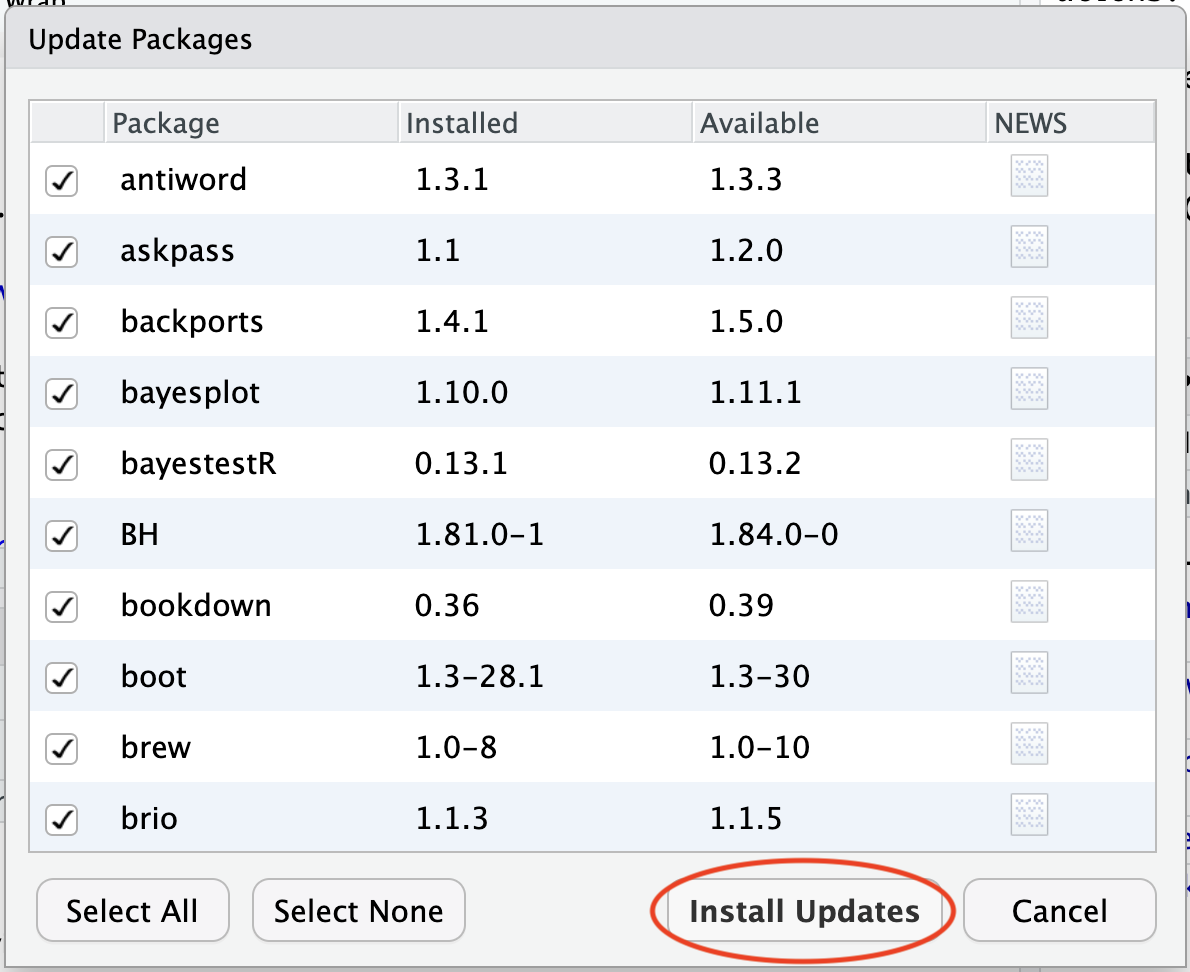 Update Packages
Package Installed Available NEWS
antiword 1.3.1 1.3.3
askpass 1.1 1.2.0
backports 1.4.1 1.5.0
bayesplot 1.10.0 1.11.1
bayestestR 0.13.1 0.13.2
BH 1.81.0-1 1.84.0-0
bookdown 0.36 0.39
boot 1.3-28.1 1.3-30
brew 1.0-8 1.0-10
brio 1.1.3 1.1.5
Select All Select None Install Updates Cancel